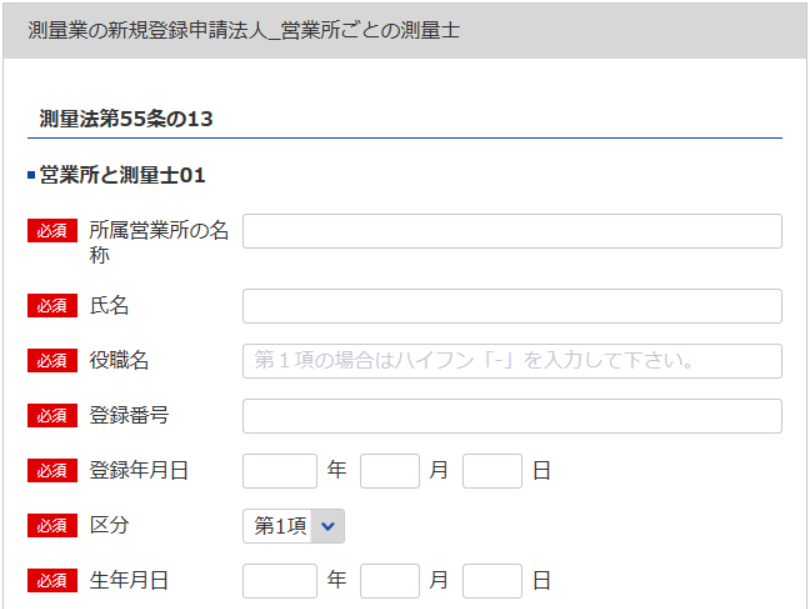 測量業の新規登録申請法人_営業所ごとの測量士
測量法第55条の13
営業所と測量士01
必須 所属営業所の名
称
必須 氏名
必須 役職名 第１項の場合はハイフン「-」を入力して下さい。
必須 登録番号
必須 登録年月日 年 月 日
必須 区分 第1項
必須 生年月日 年 月 日